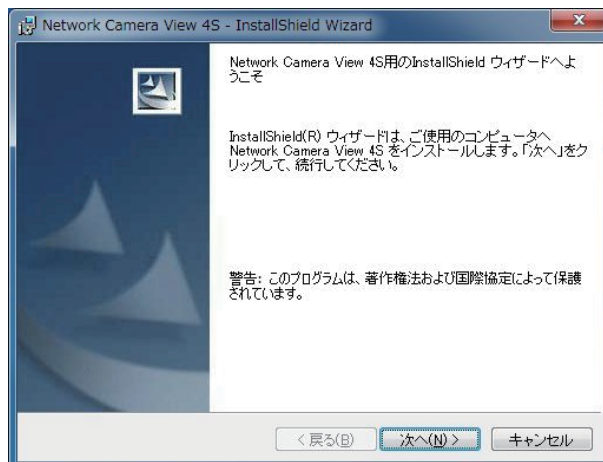 Network Camera View 4S - InstallShield Wizard
Network Camera View 4S用のInstallShield ウィザードへよ
うこそ
InstallShield(R) ウィザードは、ご使用のコンピュータへ
Network Camera View 4S をインストールします。「次へ」をク
リックして、続行してください。
警告: このプログラムは、著作権法および国際協定によって保護
されています。
< 戻る(B)
次へ(N) >
キャンセル